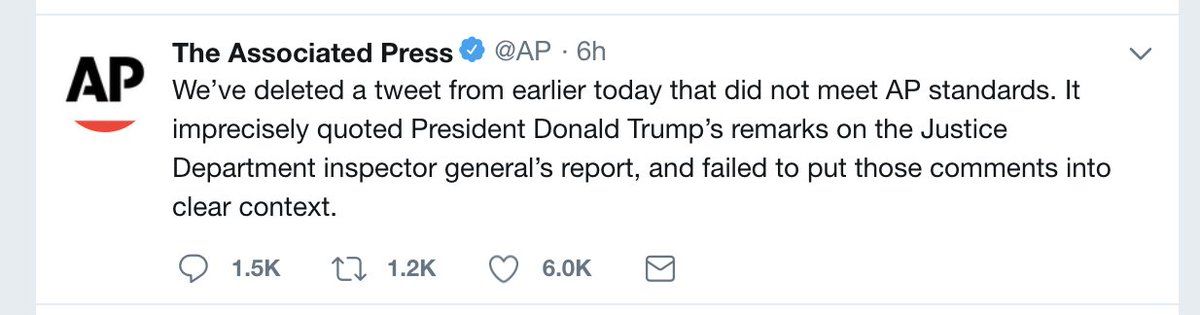 AP
The Associated Press @AP · 6h
We’ve deleted a tweet from earlier today that did not meet AP standards. It
imprecisely quoted President Donald Trump’s remarks on the Justice
Department inspector general’s report, and failed to put those comments into
clear context.
1.5K 1.2K 6.0K